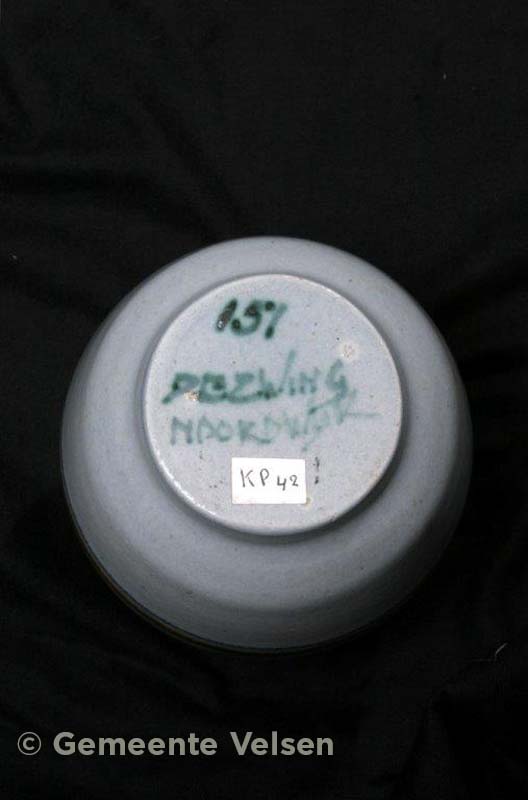 157
DEZWING
NOORDWIJK
KP 42
© Gemeente Velsen